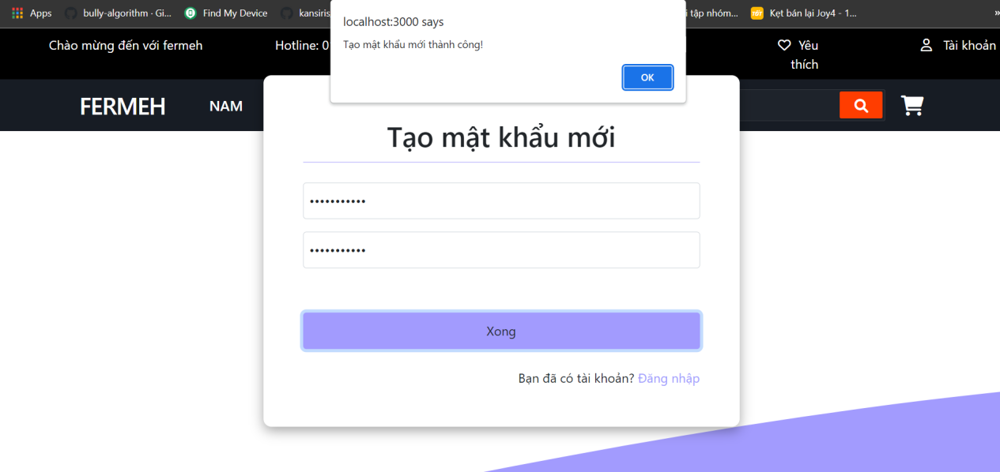 Apps bully-algorithm · Gi... Find My Device kansiris i tập nhóm... TỐT Kẹt bán lại Joy4 - 1... »
localhost:3000 says
Tạo mật khẩu mới thành công!
OK
Chào mừng đến với fermeh Hotline: 0 Yêu thích Tài khoản
FERMEH NAM
Tạo mật khẩu mới
•••••••••••
•••••••••••
Xong
Bạn đã có tài khoản? Đăng nhập